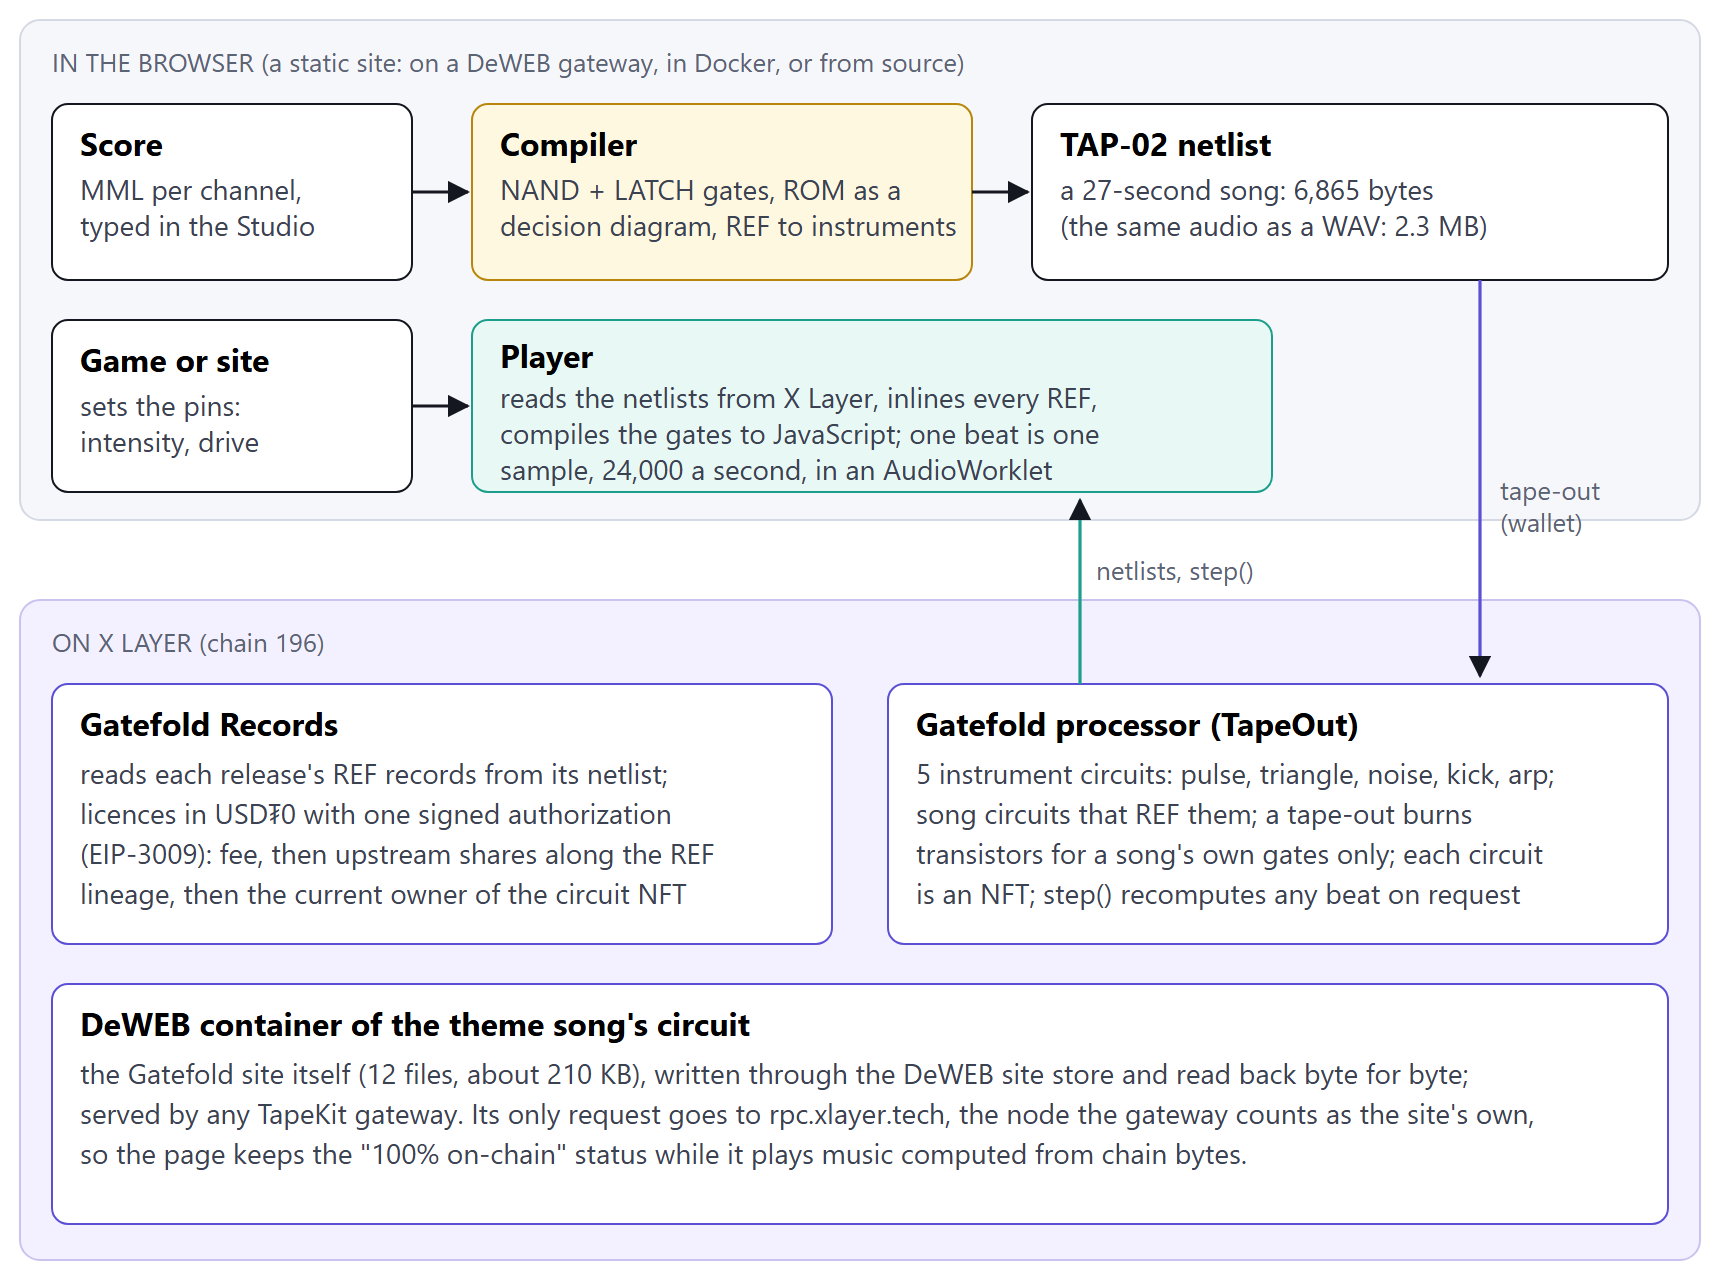 IN THE BROWSER (a static site: on a DeWEB gateway, in Docker, or from source)
Score
MML per channel,
typed in the Studio
Compiler
NAND + LATCH gates, ROM as a
decision diagram, REF to instruments
TAP-02 netlist
a 27-second song: 6,865 bytes
(the same audio as a WAV: 2.3 MB)
Game or site
sets the pins:
intensity, drive
Player
reads the netlists from X Layer, inlines every REF,
compiles the gates to JavaScript; one beat is one
sample, 24,000 a second, in an AudioWorklet
tape-out
(wallet)
netlists, step()
ON X LAYER (chain 196)
Gatefold Records
reads each release's REF records from its netlist;
licences in USD₮0 with one signed authorization
(EIP-3009): fee, then upstream shares along the REF
lineage, then the current owner of the circuit NFT
Gatefold processor (TapeOut)
5 instrument circuits: pulse, triangle, noise, kick, arp;
song circuits that REF them; a tape-out burns
transistors for a song's own gates only; each circuit
is an NFT; step() recomputes any beat on request
DeWEB container of the theme song's circuit
the Gatefold site itself (12 files, about 210 KB), written through the DeWEB site store and read back byte for byte;
served by any TapeKit gateway. Its only request goes to rpc.xlayer.tech, the node the gateway counts as the site's own,
so the page keeps the "100% on-chain" status while it plays music computed from chain bytes.